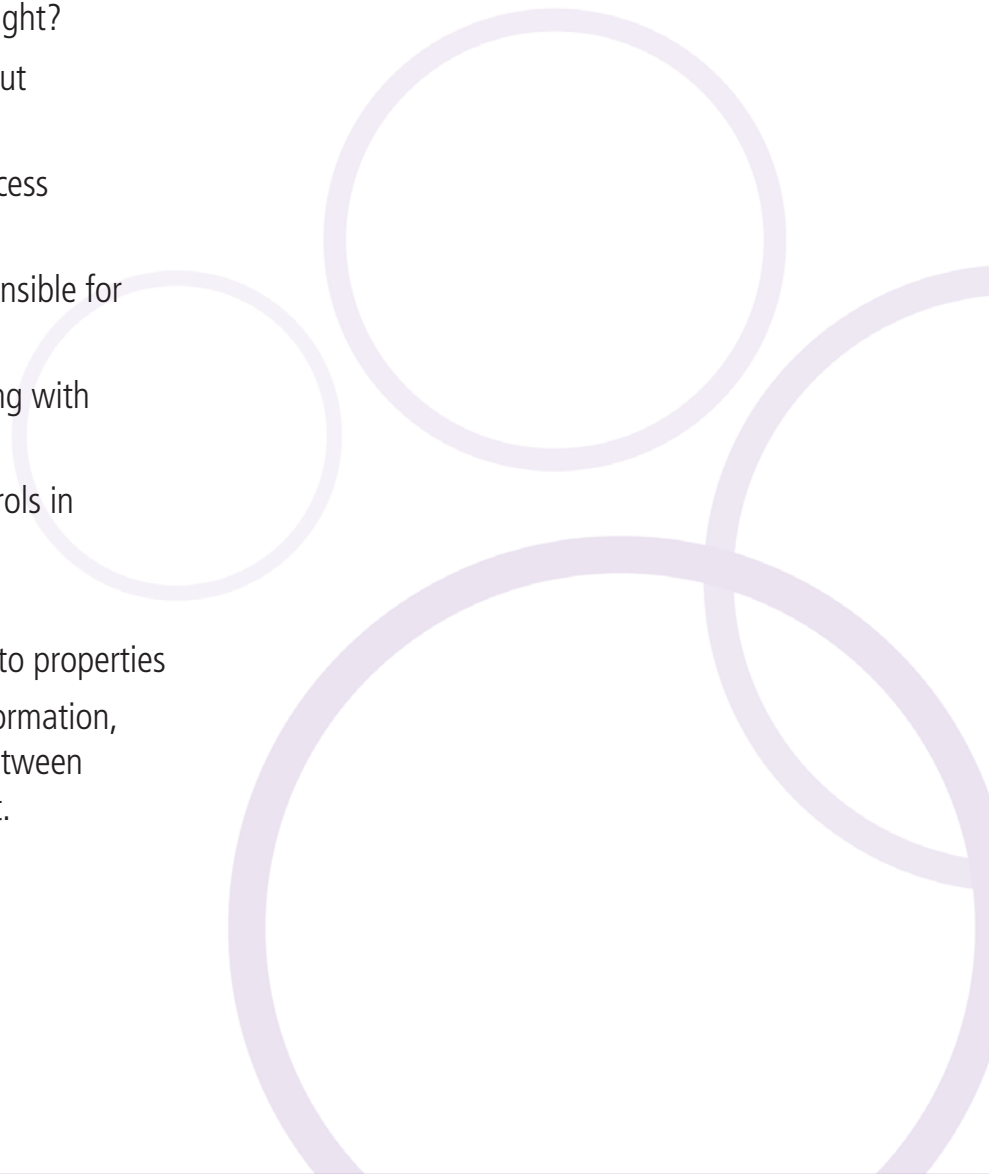 ght?
ut
cess
nsible for
ng with
rols in
to properties
ormation,
tween
t.